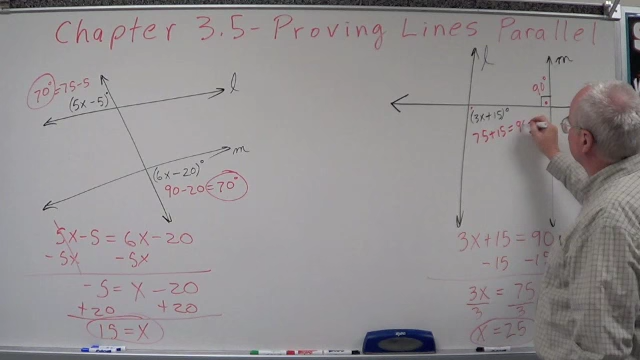 Chapter 3.5- Proving Lines Parallel
70° = 75-5
(5x-5)°
l
m
(6x-20)°
90-20 = 70°
5x-5 = 6x-20
-5x -5x
-5 = x -20
+20 +20
15 = x
l
m
90°
(3x+15)°
75+15=90
3x+15 = 90
-15 -15
3x = 75
3 3
x = 25